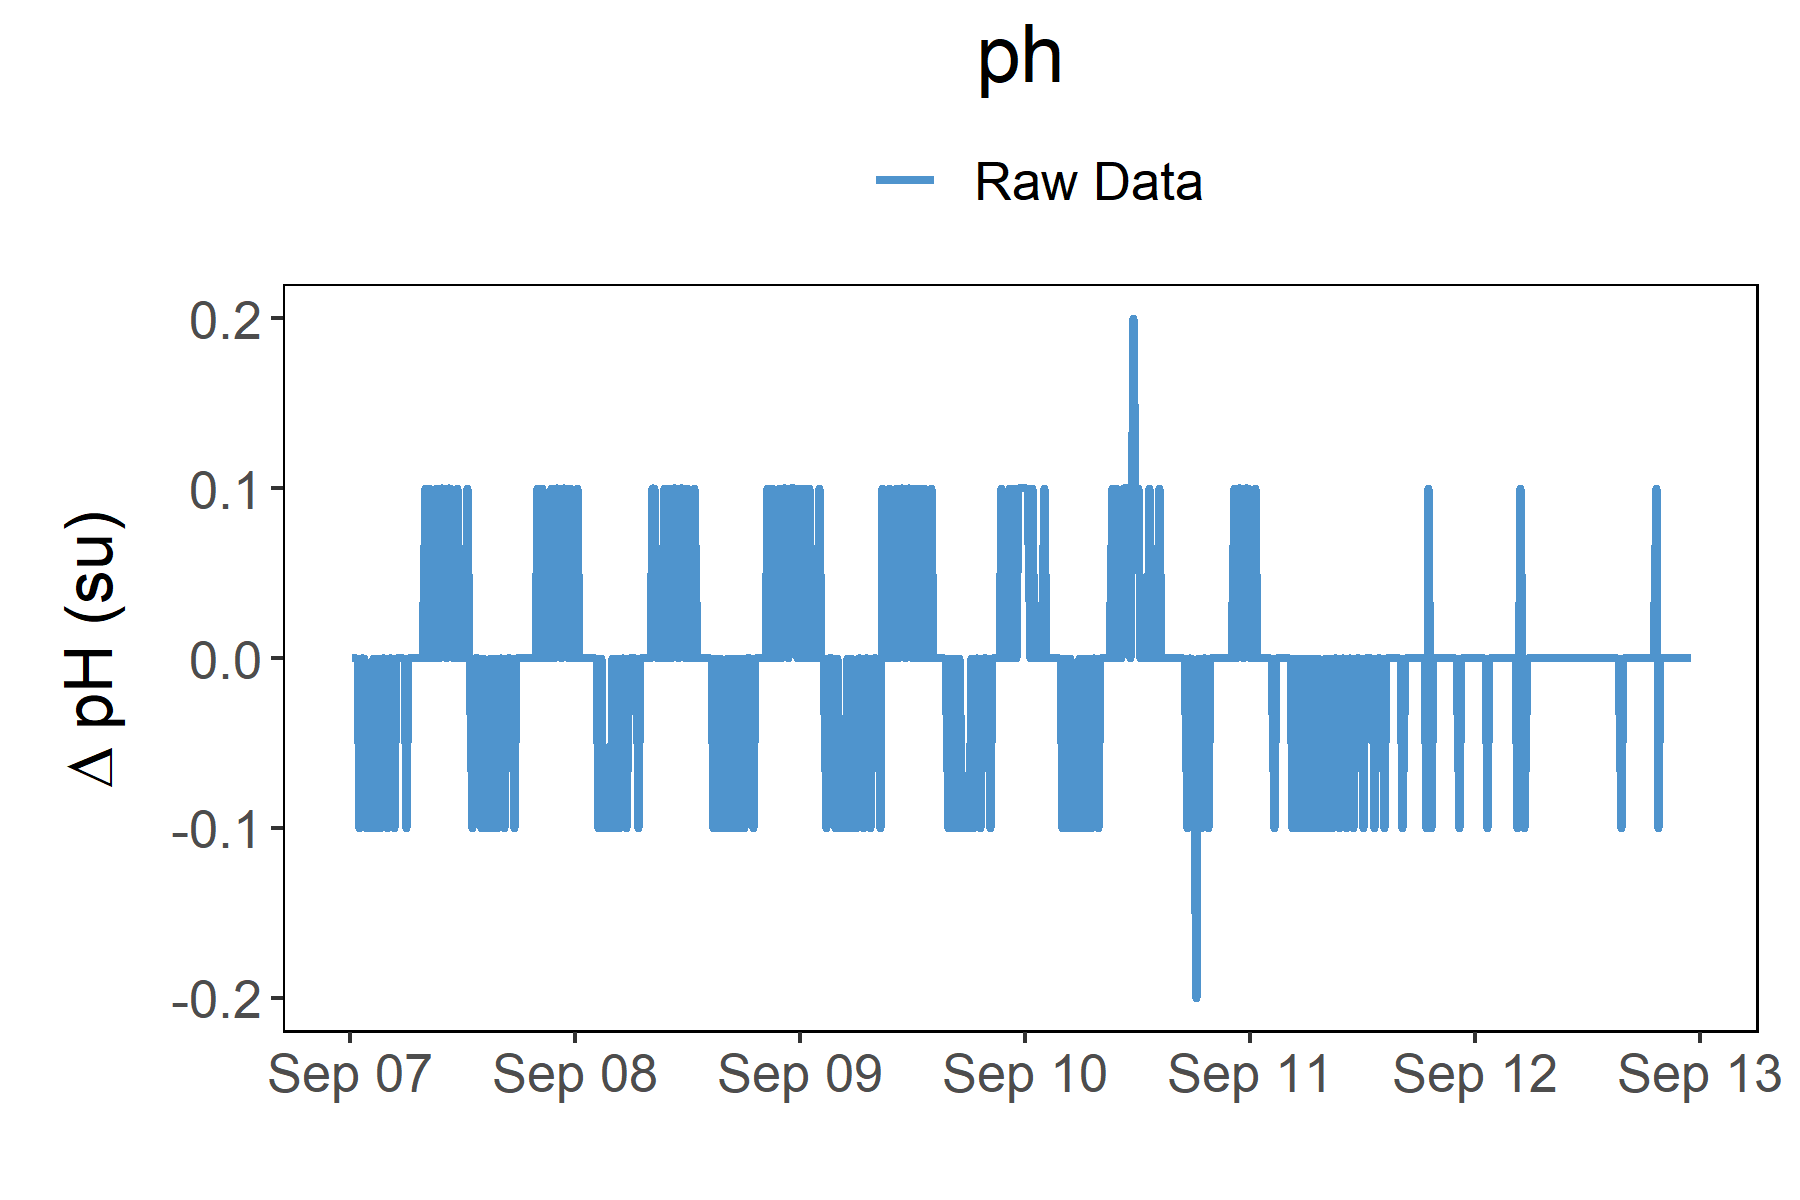 ph
Raw Data
Δ pH (su)
0.2
0.1
0.0
-0.1
-0.2
Sep 07 Sep 08 Sep 09 Sep 10 Sep 11 Sep 12 Sep 13